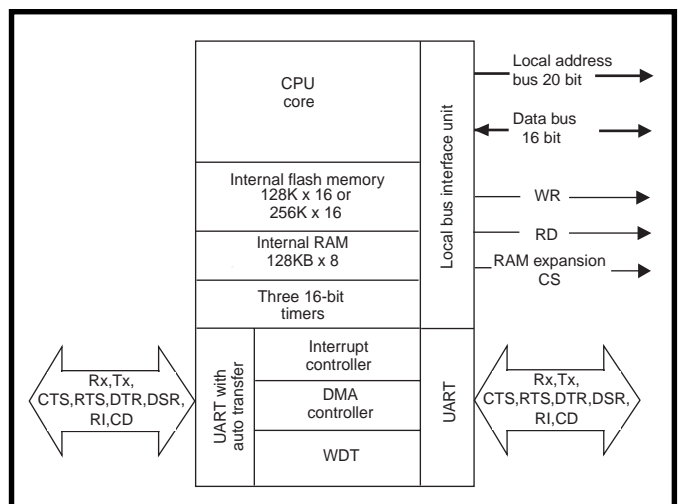 CPU
core
Internal flash memory
128K x 16 or
256K x 16
Internal RAM
128KB x 8
Three 16-bit
timers
Local bus interface unit
Local address
bus 20 bit
Data bus
16 bit
WR
RD
RAM expansion
CS
Rx,Tx,
CTS,RTS,DTR,DSR,
RI,CD
UART with
auto transfer
Interrupt
controller
DMA
controller
WDT
UART
Rx,Tx,
CTS,RTS,DTR,DSR,
RI,CD